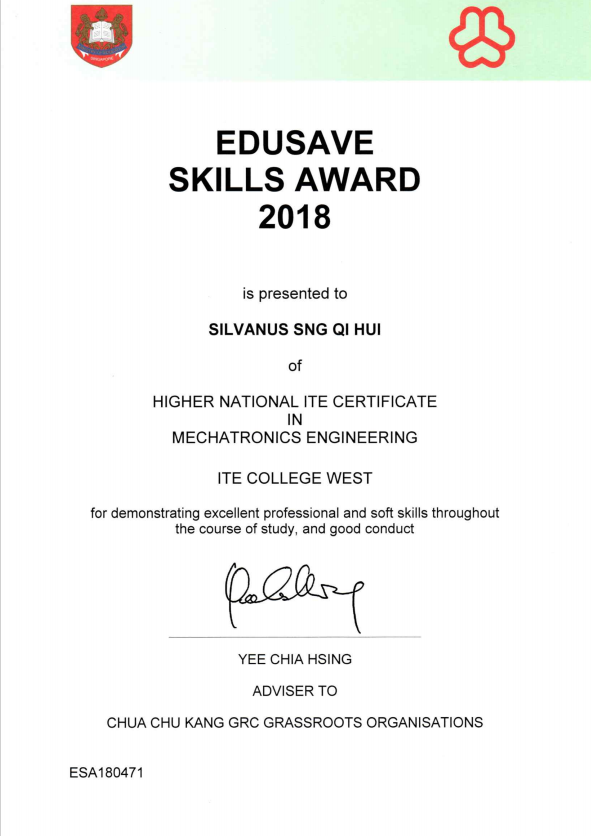 SINGAPORE
EDUSAVE
SKILLS AWARD
2018
is presented to
SILVANUS SNG QI HUI
of
HIGHER NATIONAL ITE CERTIFICATE
IN
MECHATRONICS ENGINEERING
ITE COLLEGE WEST
for demonstrating excellent professional and soft skills throughout
the course of study, and good conduct
YEE CHIA HSING
ADVISER TO
CHUA CHU KANG GRC GRASSROOTS ORGANISATIONS
ESA180471